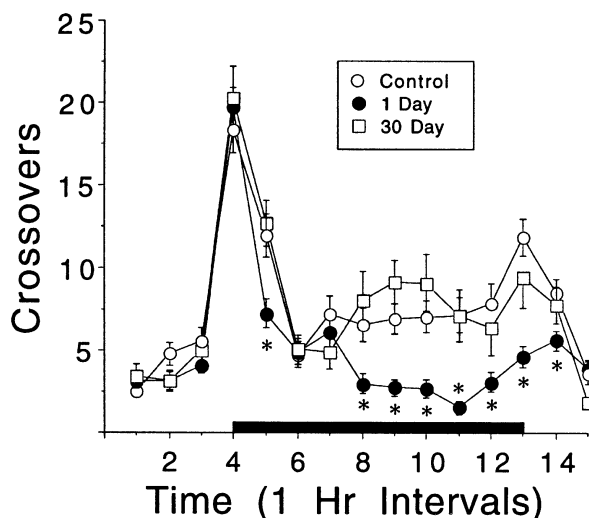 25
20
15
10
5
Crossovers
Control
1 Day
30 Day
* * * * * * * *
2 4 6 8 10 12 14
Time (1 Hr Intervals)